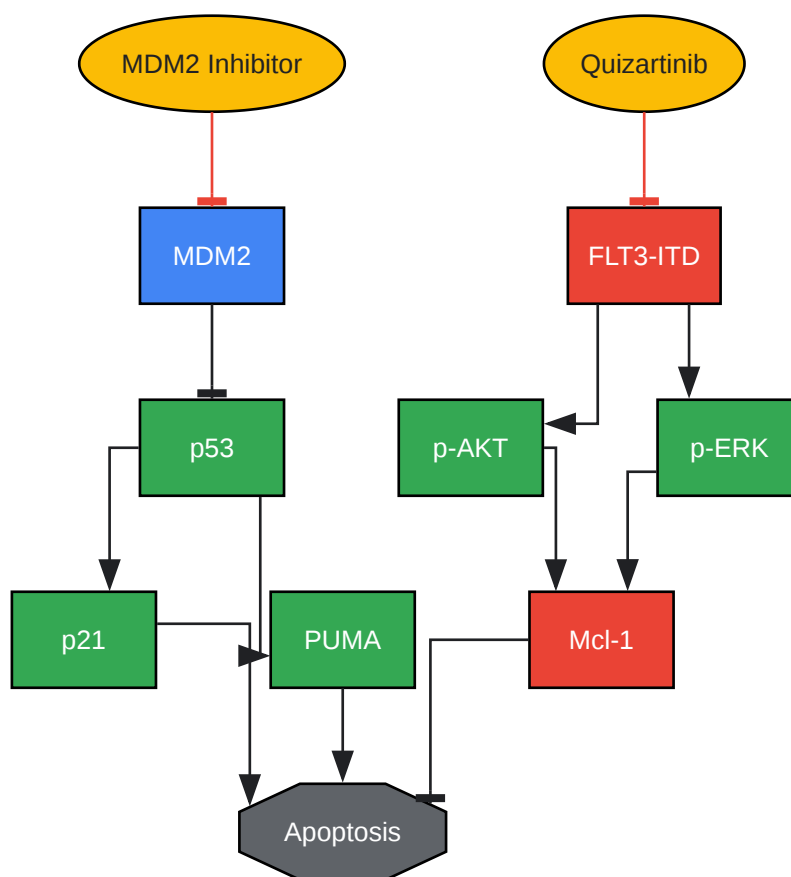 MDM2 Inhibitor
Quizartinib
MDM2
FLT3-ITD
p53
p-AKT
p-ERK
p21
PUMA
Mcl-1
Apoptosis